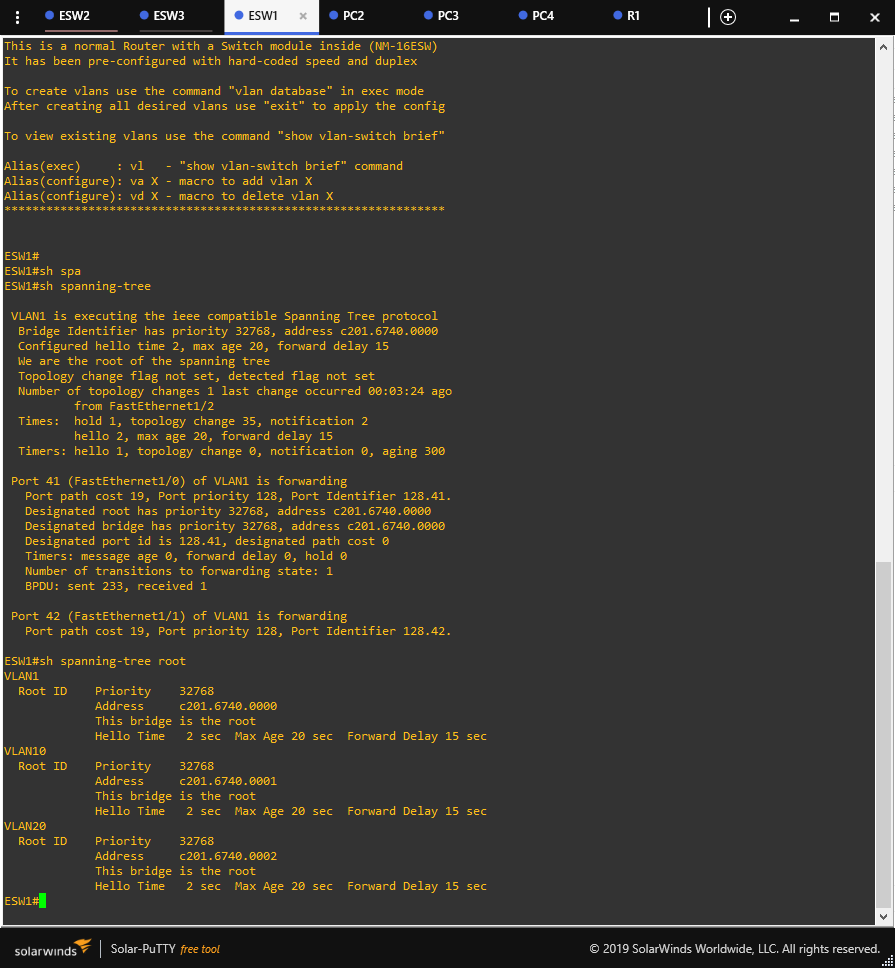 ESW2 ESW3 ESW1 PC2 PC3 PC4 R1
This is a normal Router with a Switch module inside (NM-16ESW)
It has been pre-configured with hard-coded speed and duplex
To create vlans use the command "vlan database" in exec mode
After creating all desired vlans use "exit" to apply the config
To view existing vlans use the command "show vlan-switch brief"
Alias(exec)     : vl   - "show vlan-switch brief" command
Alias(configure): va X - macro to add vlan X
Alias(configure): vd X - macro to delete vlan X
***************************************************************
ESW1#
ESW1#sh spa
ESW1#sh spanning-tree
VLAN1 is executing the ieee compatible Spanning Tree protocol
Bridge Identifier has priority 32768, address c201.6740.0000
Configured hello time 2, max age 20, forward delay 15
We are the root of the spanning tree
Topology change flag not set, detected flag not set
Number of topology changes 1 last change occurred 00:03:24 ago
from FastEthernet1/2
Times:  hold 1, topology change 35, notification 2
hello 2, max age 20, forward delay 15
Timers: hello 1, topology change 0, notification 0, aging 300
Port 41 (FastEthernet1/0) of VLAN1 is forwarding
Port path cost 19, Port priority 128, Port Identifier 128.41.
Designated root has priority 32768, address c201.6740.0000
Designated bridge has priority 32768, address c201.6740.0000
Designated port id is 128.41, designated path cost 0
Timers: message age 0, forward delay 0, hold 0
Number of transitions to forwarding state: 1
BPDU: sent 233, received 1
Port 42 (FastEthernet1/1) of VLAN1 is forwarding
Port path cost 19, Port priority 128, Port Identifier 128.42.
ESW1#sh spanning-tree root
VLAN1
Root ID    Priority    32768
Address     c201.6740.0000
This bridge is the root
Hello Time   2 sec  Max Age 20 sec  Forward Delay 15 sec
VLAN10
Root ID    Priority    32768
Address     c201.6740.0001
This bridge is the root
Hello Time   2 sec  Max Age 20 sec  Forward Delay 15 sec
VLAN20
Root ID    Priority    32768
Address     c201.6740.0002
This bridge is the root
Hello Time   2 sec  Max Age 20 sec  Forward Delay 15 sec
ESW1#
solarwinds | Solar-PuTTY free tool © 2019 SolarWinds Worldwide, LLC. All rights reserved.